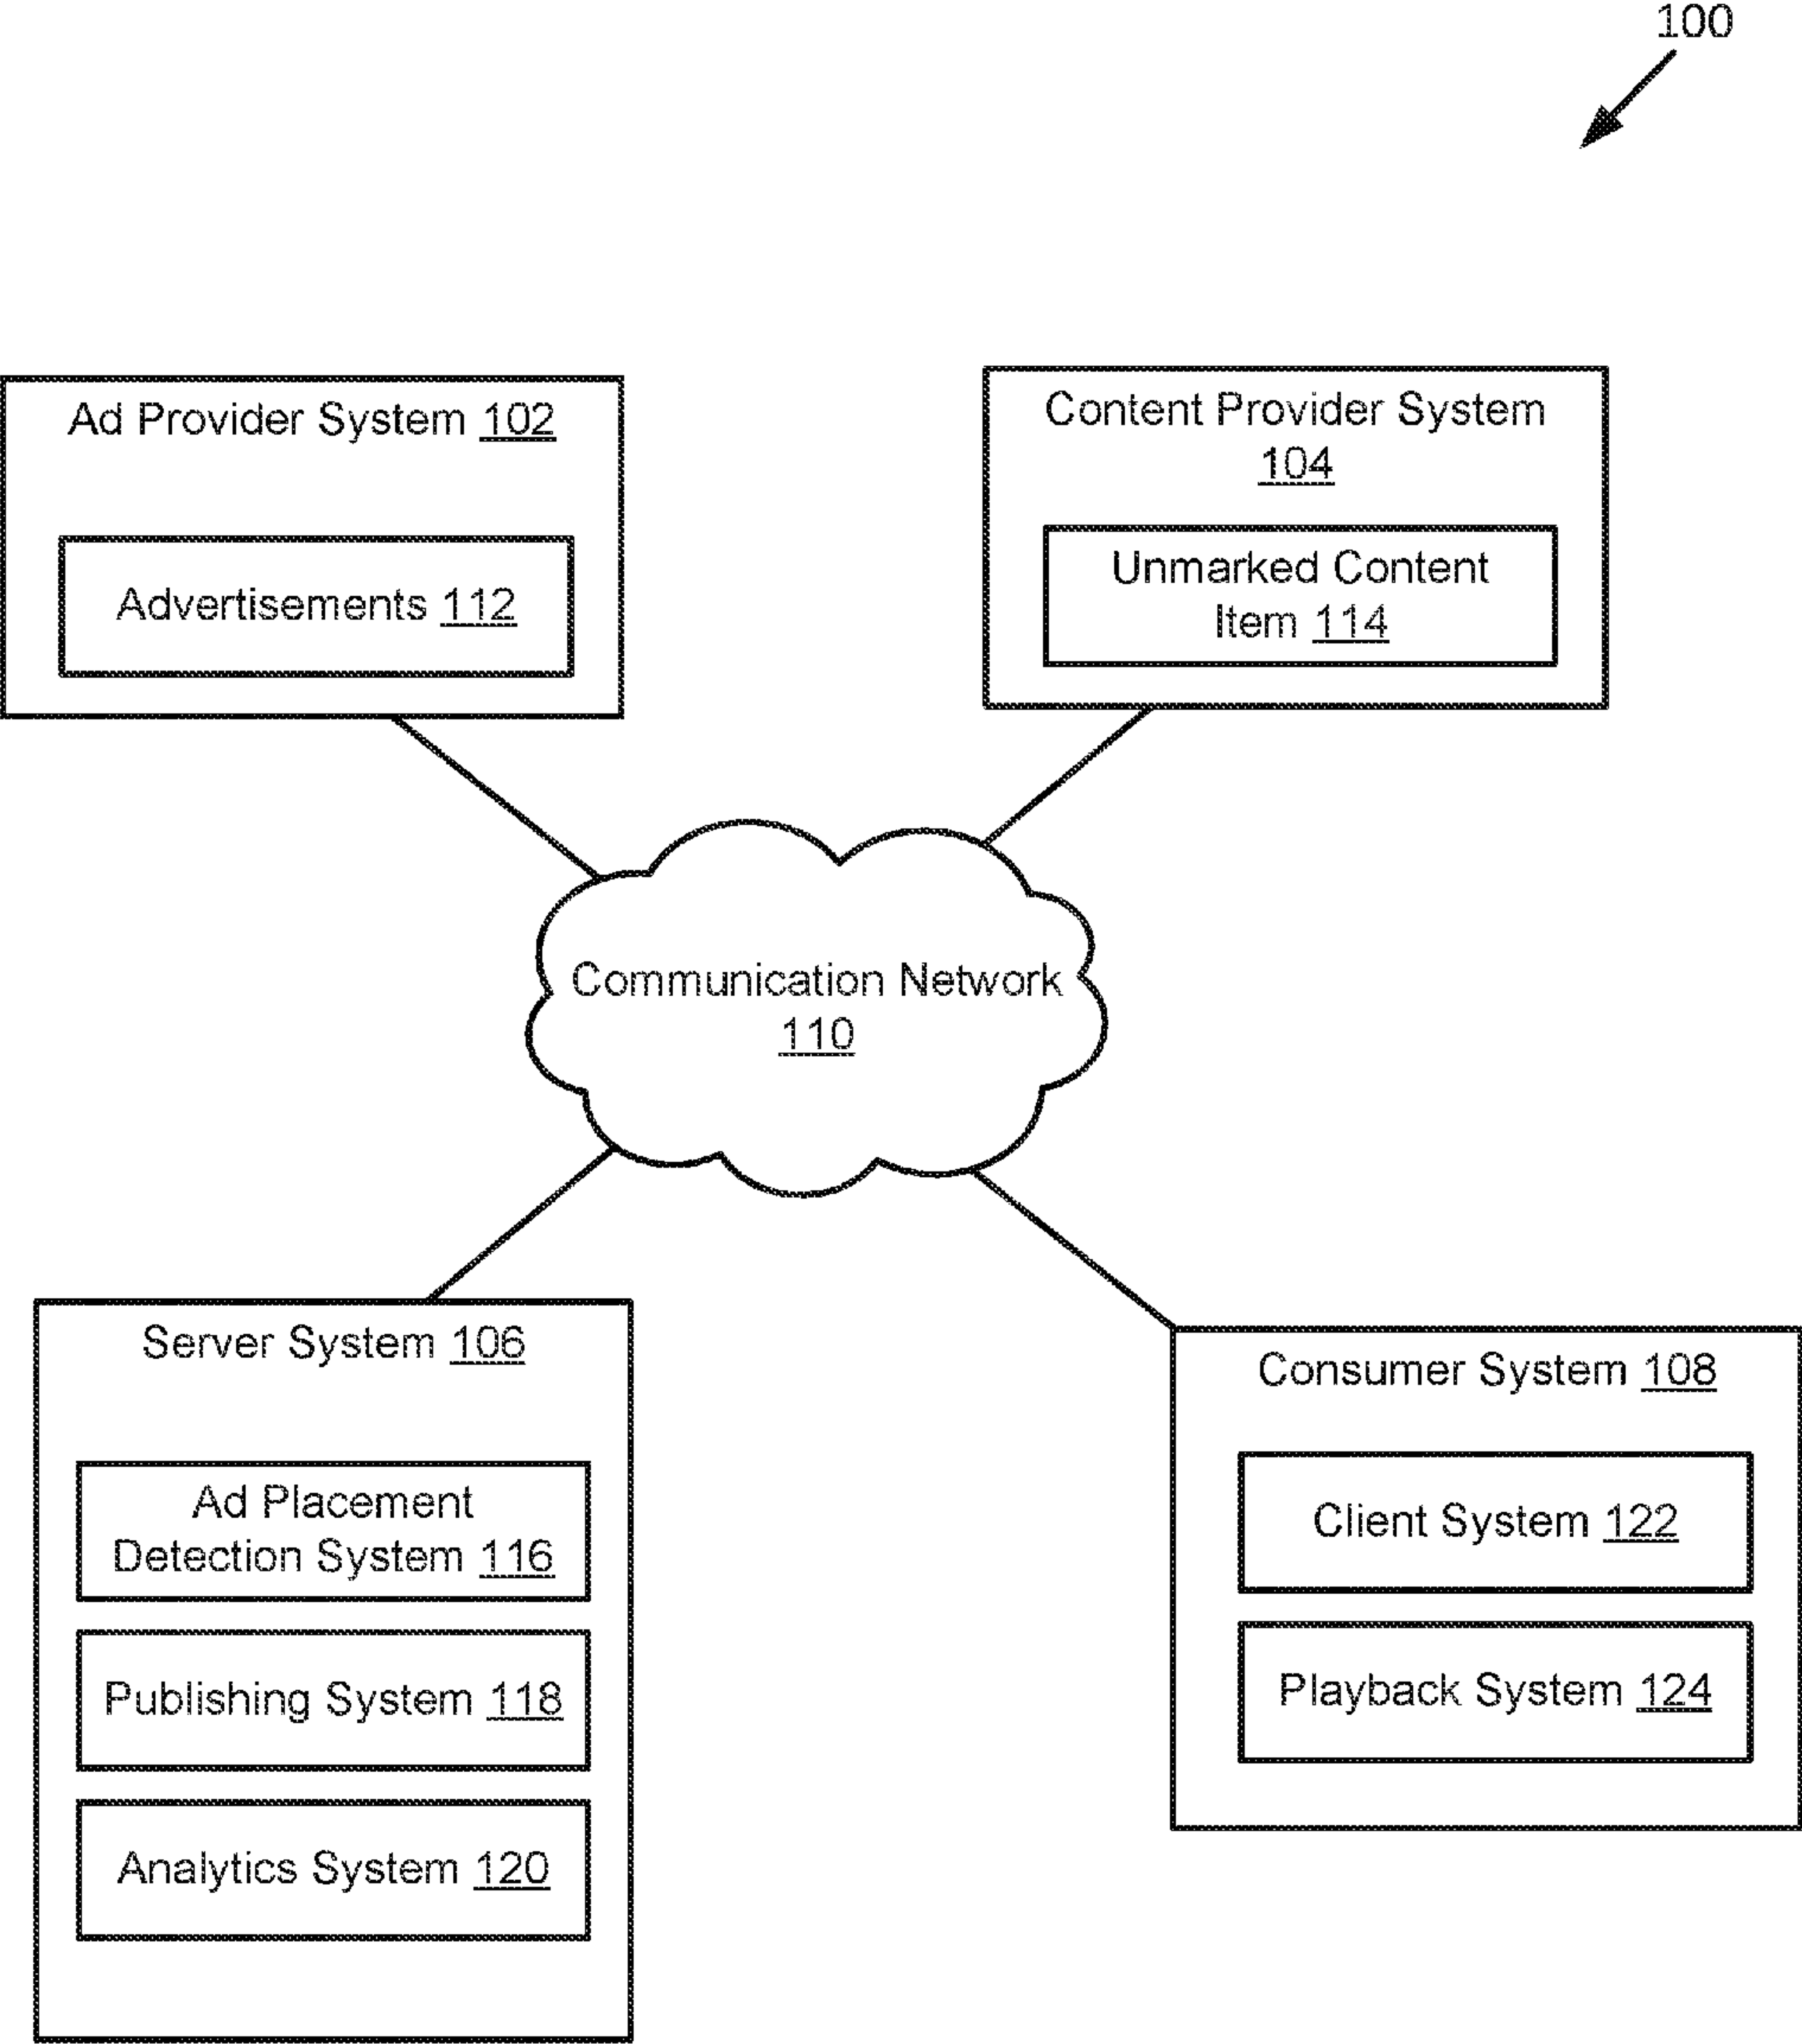 100
Ad Provider System 102
Advertisements 112
Content Provider System
104
Unmarked Content
Item 114
Communication Network
110
Server System 106
Ad Placement
Detection System 116
Publishing System 118
Analytics System 120
Consumer System 108
Client System 122
Playback System 124